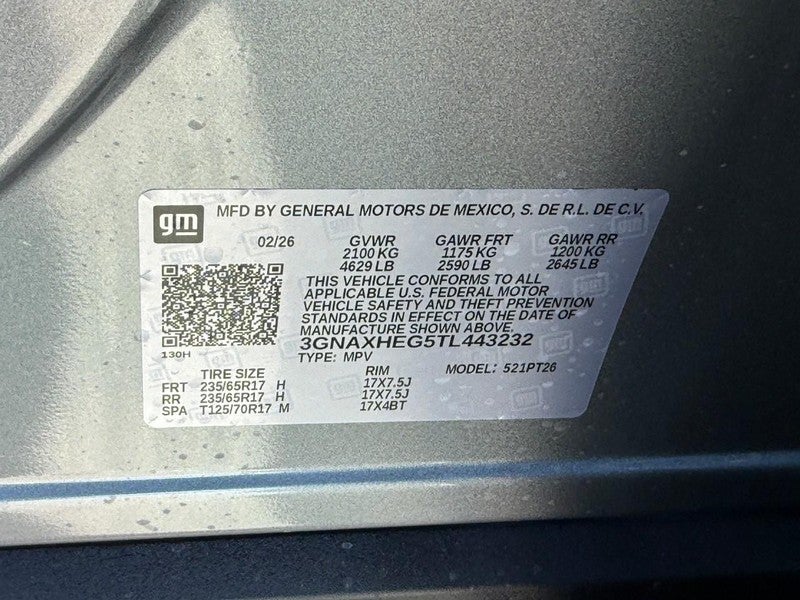 gm MFD BY GENERAL MOTORS DE MEXICO, S. DE R.L. DE C.V.
02/26 GVWR GAWR FRT GAWR RR
2100 KG 1175 KG 1200 KG
4629 LB 2590 LB 2645 LB
THIS VEHICLE CONFORMS TO ALL
APPLICABLE U.S. FEDERAL MOTOR
VEHICLE SAFETY AND THEFT PREVENTION
STANDARDS IN EFFECT ON THE DATE OF
MANUFACTURE SHOWN ABOVE.
130H 3GNAXHEG5TL443232
TYPE: MPV MODEL: 521PT26
TIRE SIZE RIM
FRT 235/65R17 H 17X7.5J
RR 235/65R17 H 17X7.5J
SPA T125/70R17 M 17X4BT